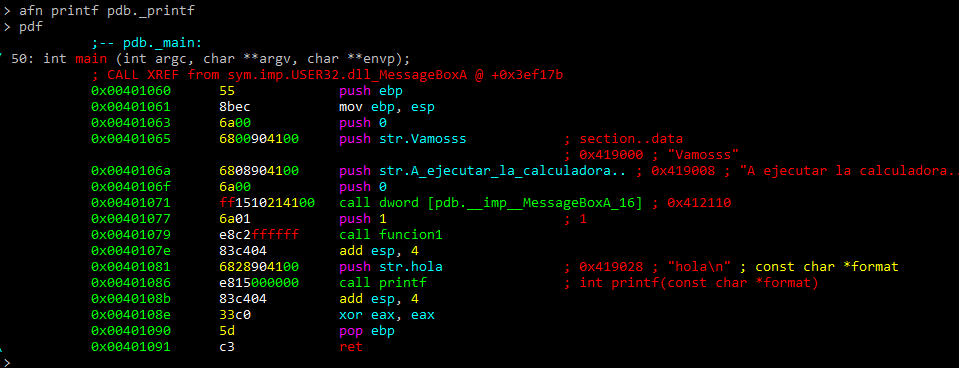 > afn printf pdb._printf
> pdf
;-- pdb._main:
50: int main (int argc, char **argv, char **envp);
; CALL XREF from sym.imp.USER32.dll_MessageBoxA @ +0x3ef17b
0x00401060 55 push ebp
0x00401061 8bec mov ebp, esp
0x00401063 6a00 push 0
0x00401065 6800904100 push str.Vamosss ; section..data
; 0x419000 ; "Vamosss"
0x0040106a 6808904100 push str.A_ejecutar_la_calculadora.. ; 0x419008 ; "A ejecutar la calculadora..
0x0040106f 6a00 push 0
0x00401071 ff1510214100 call dword [pdb.__imp__MessageBoxA_16] ; 0x412110
0x00401077 6a01 push 1 ; 1
0x00401079 e8c2ffffff call funcion1
0x0040107e 83c404 add esp, 4
0x00401081 6828904100 push str.hola ; 0x419028 ; "hola\n" ; const char *format
0x00401086 e815000000 call printf ; int printf(const char *format)
0x0040108b 83c404 add esp, 4
0x0040108e 33c0 xor eax, eax
0x00401090 5d pop ebp
0x00401091 c3 ret
>